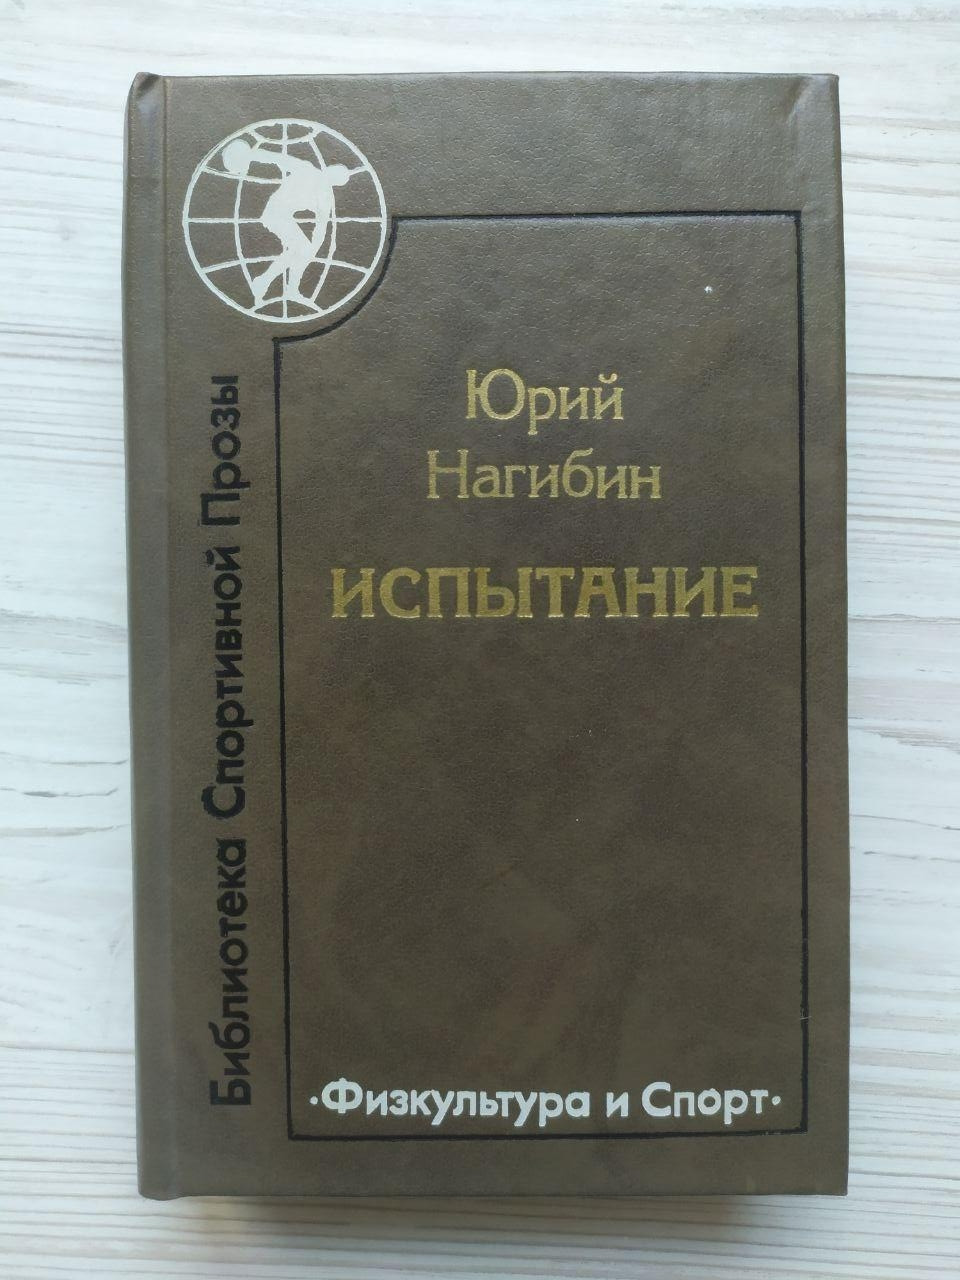 Юрий
Нагибин
ИСПЫТАНИЕ
Библиотека Спортивной Прозы
·Физкультура и Спорт·